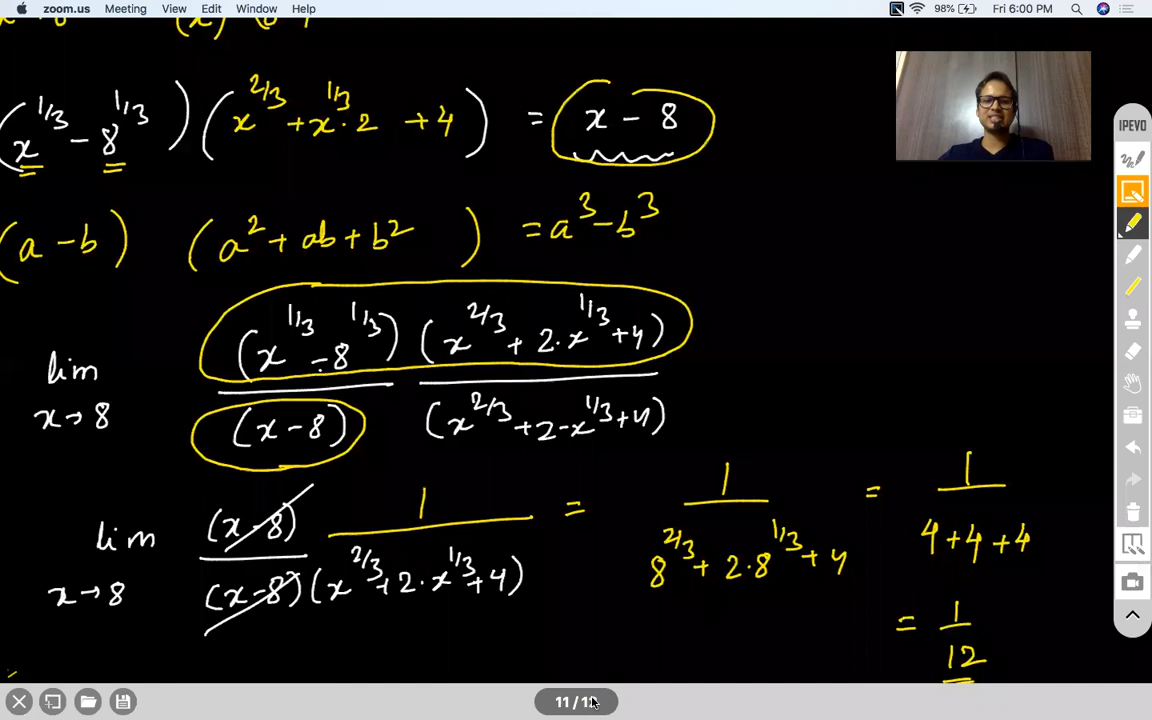 zoom.us Meeting View Edit Window Help 98% Fri 6:00 PM
(x^{1/3} - 8^{1/3}) (x^{2/3} + x^{1/3} · 2 + 4) = x - 8
IPEVO
(a - b) (a² + ab + b²) = a³ - b³
lim x→8 (x^{1/3} - 8^{1/3}) (x^{2/3} + 2 · x^{1/3} + 4)
(x - 8) (x^{2/3} + 2 - x^{1/3} + 4)
lim x→8 (x - 8) 1 = 1 = 1
(x - 8) (x^{2/3} + 2 · x^{1/3} + 4) 8^{2/3} + 2 · 8^{1/3} + 4 4 + 4 + 4
= 1
12